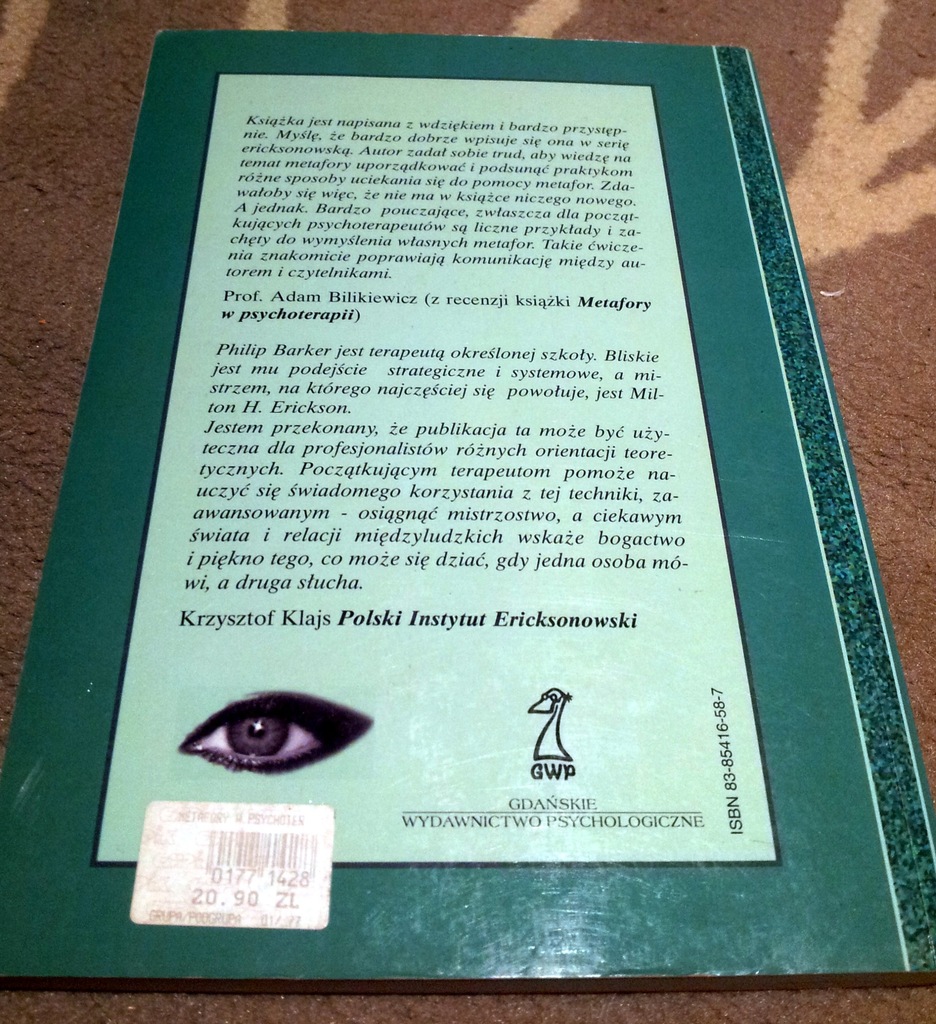 Książka jest napisana z wdziękiem i bardzo przystęp-
nie. Myślę, że bardzo dobrze wpisuje się ona w serię
ericksonowską. Autor zadał sobie trud, aby wiedzę na
temat metafory uporządkować i podsunąć praktykom
różne sposoby uciekania się do pomocy metafor. Zda-
wałoby się więc, że nie ma w książce niczego nowego.
A jednak. Bardzo pouczające, zwłaszcza dla począt-
kujących psychoterapeutów są liczne przykłady i za-
chęty do wymyślenia własnych metafor. Takie ćwicze-
nia znakomicie poprawiają komunikację między au-
torem i czytelnikami.
Prof. Adam Bilikiewicz (z recenzji książki Metafory
w psychoterapii)
Philip Barker jest terapeutą określonej szkoły. Bliskie
jest mu podejście strategiczne i systemowe, a mi-
strzem, na którego najczęściej się powołuje, jest Mil-
ton H. Erickson.
Jestem przekonany, że publikacja ta może być uży-
teczna dla profesjonalistów różnych orientacji teore-
tycznych. Początkującym terapeutom pomoże na-
uczyć się świadomego korzystania z tej techniki, za-
awansowanym - osiągnąć mistrzostwo, a ciekawym
świata i relacji międzyludzkich wskaże bogactwo
i piękno tego, co może się dziać, gdy jedna osoba mó-
wi, a druga słucha.
Krzysztof Klajs Polski Instytut Ericksonowski
GWP
GDAŃSKIE
WYDAWNICTWO PSYCHOLOGICZNE
ISBN 83-85416-58-7
METAFORY W PSYCHOTER
0177 1428
20.90 ZL
GRUPA/PODGRUPA 01/